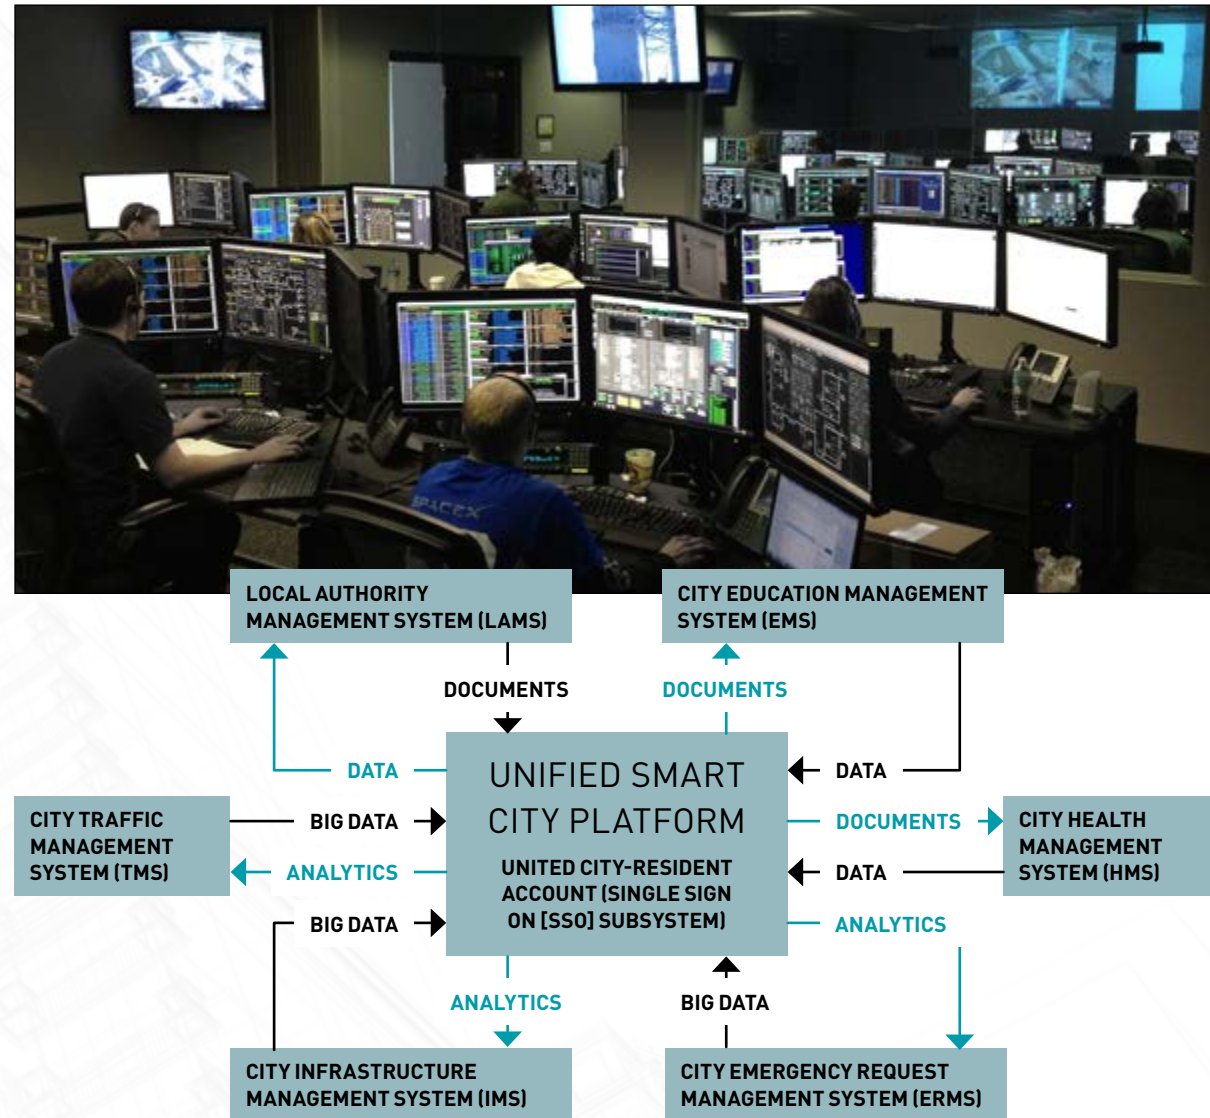 SPACEX
LOCAL AUTHORITY
MANAGEMENT SYSTEM (LAMS)
CITY EDUCATION MANAGEMENT
SYSTEM (EMS)
DOCUMENTS
DOCUMENTS
DATA
UNIFIED SMART
CITY PLATFORM
UNITED CITY-RESIDENT
ACCOUNT (SINGLE SIGN
ON [SSO] SUBSYSTEM)
DATA
CITY TRAFFIC
MANAGEMENT
SYSTEM (TMS)
BIG DATA
DOCUMENTS
CITY HEALTH
MANAGEMENT
SYSTEM (HMS)
ANALYTICS
DATA
BIG DATA
ANALYTICS
ANALYTICS
BIG DATA
CITY INFRASTRUCTURE
MANAGEMENT SYSTEM (IMS)
CITY EMERGENCY REQUEST
MANAGEMENT SYSTEM (ERMS)